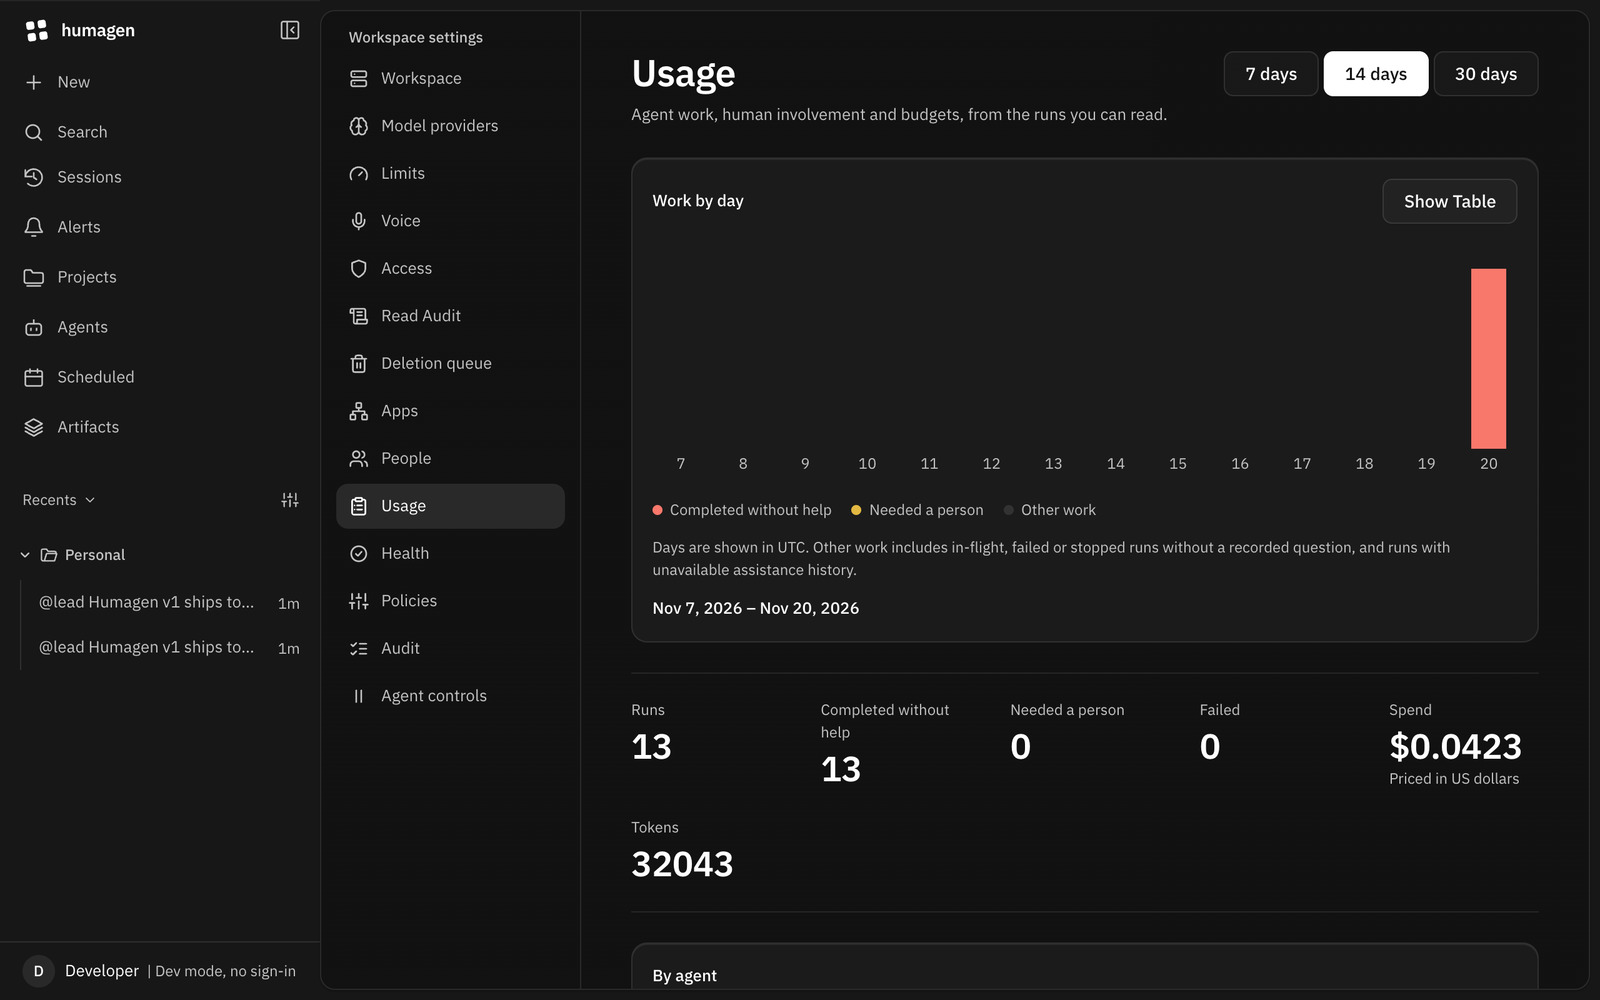 humagen
New
Search
Sessions
Alerts
Projects
Agents
Scheduled
Artifacts
Recents
Personal
@lead Humagen v1 ships to... 1m
@lead Humagen v1 ships to... 1m
D Developer | Dev mode, no sign-in
Workspace settings
Workspace
Model providers
Limits
Voice
Access
Read Audit
Deletion queue
Apps
People
Usage
Health
Policies
Audit
Agent controls
Usage
7 days 14 days 30 days
Agent work, human involvement and budgets, from the runs you can read.
Work by day
Show Table
7 8 9 10 11 12 13 14 15 16 17 18 19 20
Completed without help Needed a person Other work
Days are shown in UTC. Other work includes in-flight, failed or stopped runs without a recorded question, and runs with
unavailable assistance history.
Nov 7, 2026 – Nov 20, 2026
Runs
13
Completed without
help
13
Needed a person
0
Failed
0
Spend
$0.0423
Priced in US dollars
Tokens
32043
By agent